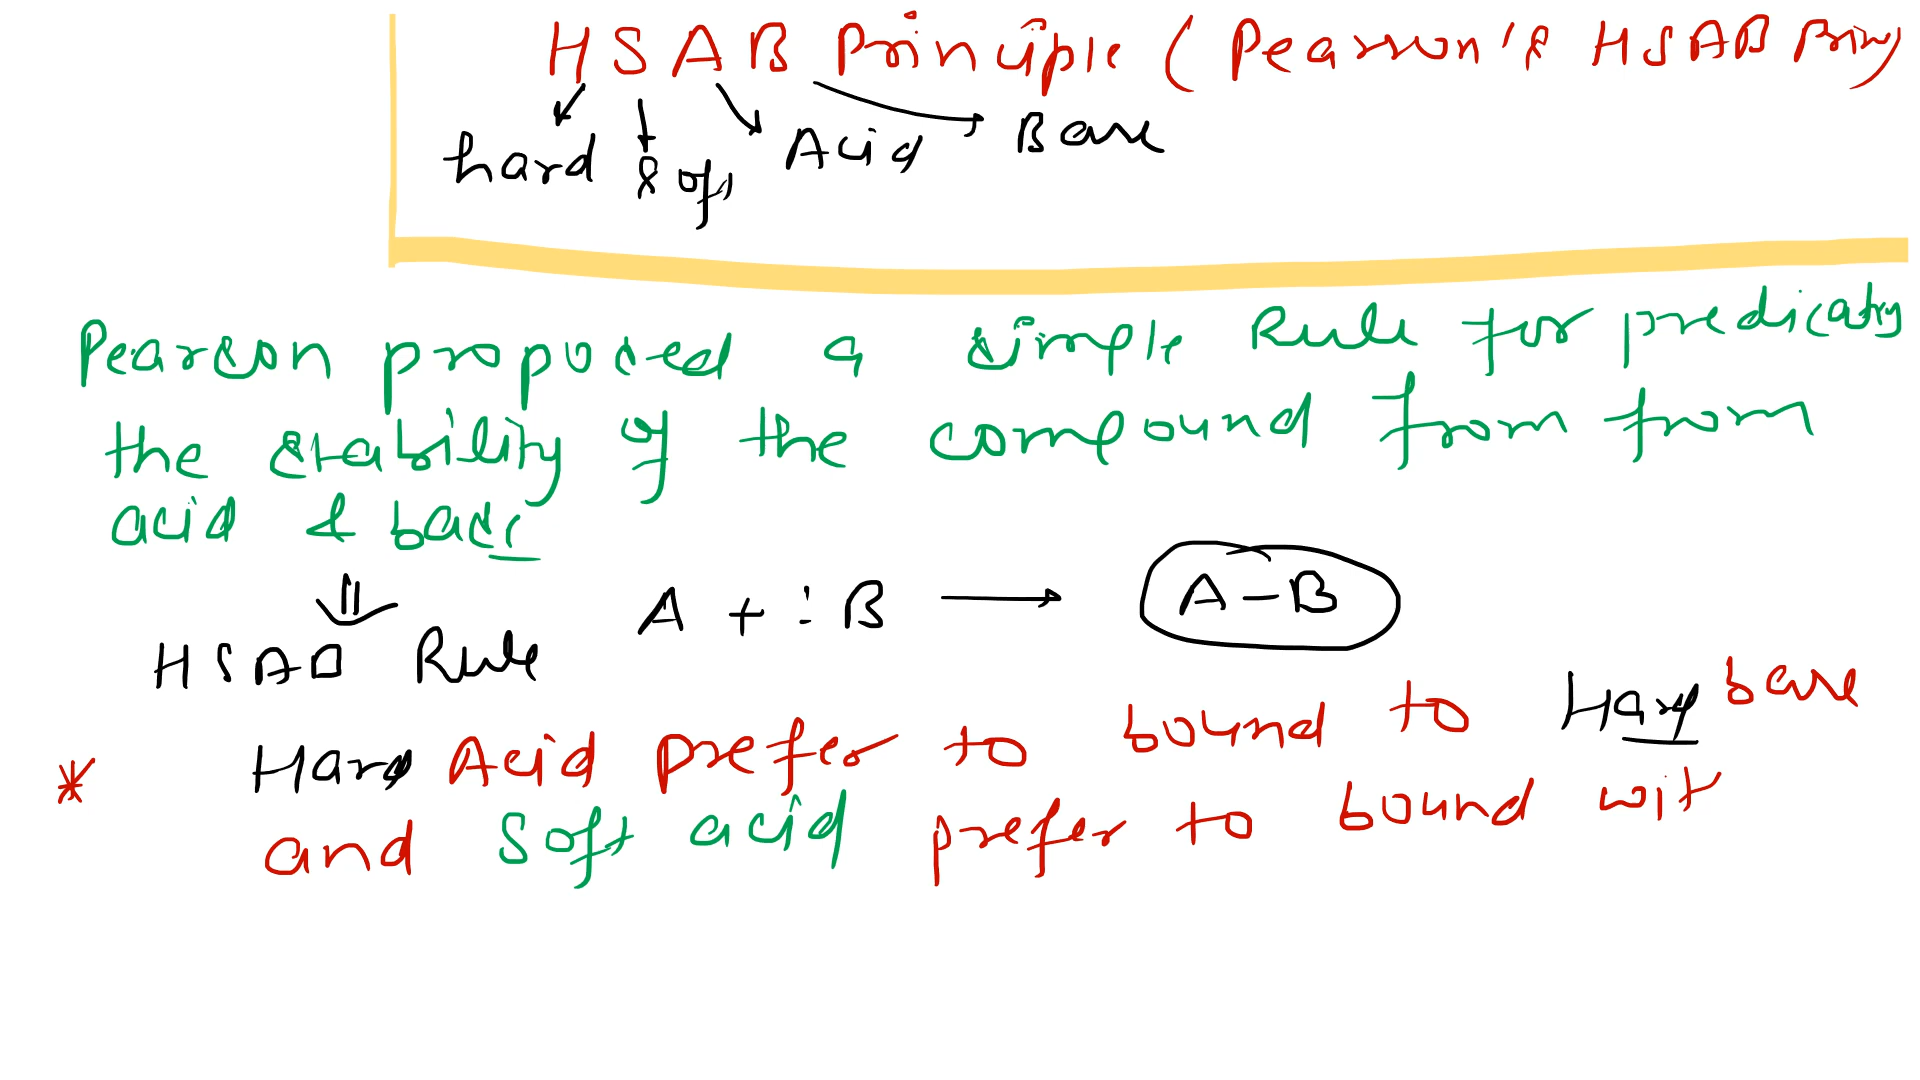 HSAB Principle (Pearson's HSAB Prin)
hard Soft Acid Base
Pearson proposed a simple Rule for predicating
the stability of the compound from from
acid & base
A + :B → A-B
HSAB Rule
* Hard Acid prefer to bound to Hard base
and Soft acid prefer to bound wit